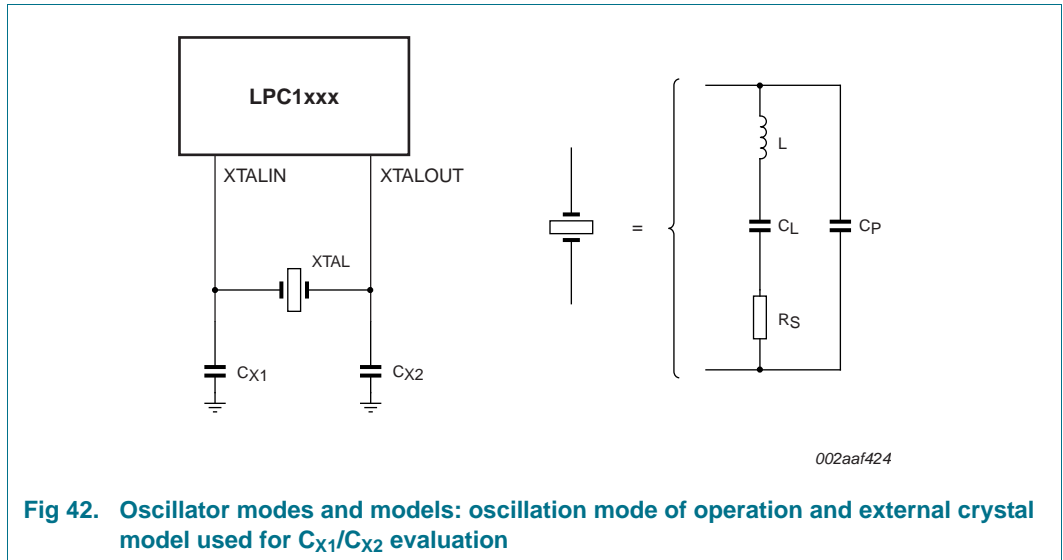 LPC1xxx
XTALIN
XTALOUT
XTAL
CX1
CX2
=
L
CL
CP
RS
002aaf424
Fig 42. Oscillator modes and models: oscillation mode of operation and external crystal
model used for CX1/CX2 evaluation